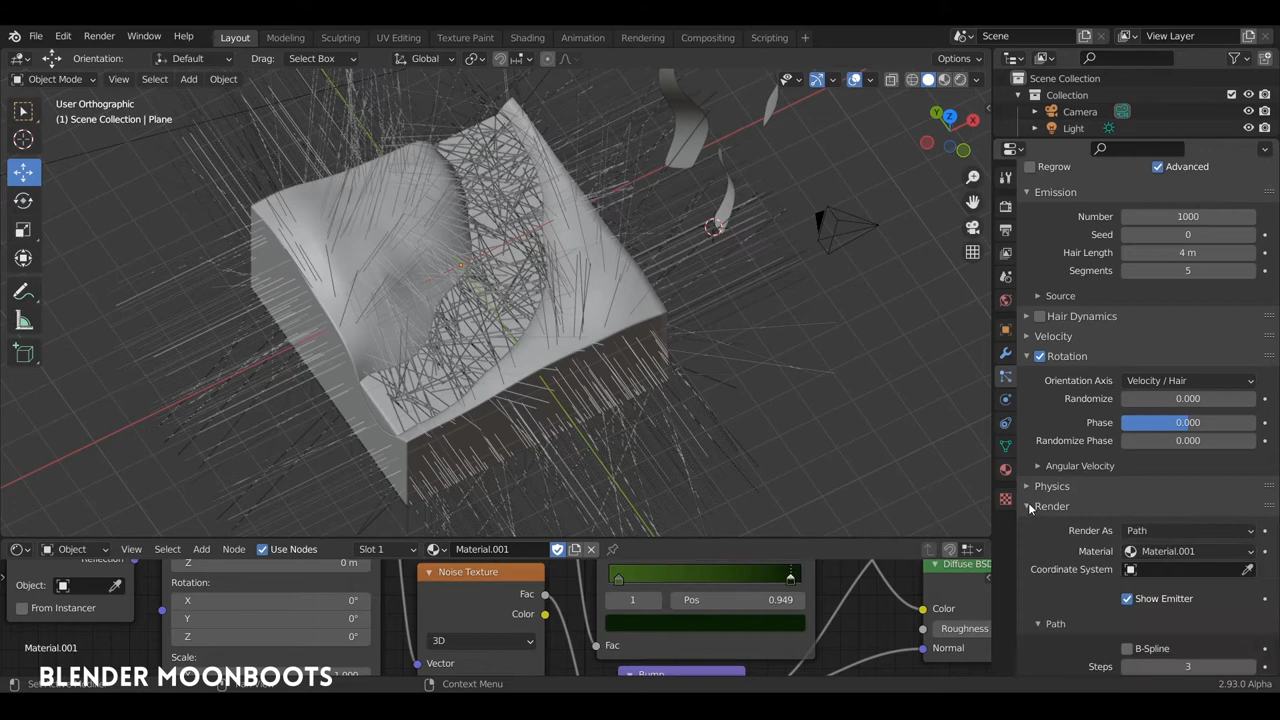 File Edit Render Window Help Layout Modeling Sculpting UV Editing Texture Paint Shading Animation Rendering Compositing Scripting + Scene View Layer
Orientation: Default Drag: Select Box Global Options
Object Mode View Select Add Object
User Orthographic
(1) Scene Collection | Plane
Y Z X
Scene Collection
Collection
Camera
Light
Regrow Advanced
Emission
Number 1000
Seed 0
Hair Length 4 m
Segments 5
Source
Hair Dynamics
Velocity
Rotation
Orientation Axis Velocity / Hair
Randomize 0.000
Phase 0.000
Randomize Phase 0.000
Angular Velocity
Physics
Render
Render As Path
Material Material.001
Coordinate System
Show Emitter
Path
B-Spline
Steps 3
Object View Select Add Node Use Nodes Slot 1 Material.001
Reflection
Object:
From Instancer
Z 0 m
Rotation:
X 0°
Y 0°
Z 0°
Scale:
Noise Texture
Fac
Color
3D
Vector
1 Pos 0.949
Fac
Bump
Diffuse BSD
Color
Roughness
Normal
Material.001
BLENDER MOONBOOTS
Context Menu
2.93.0 Alpha